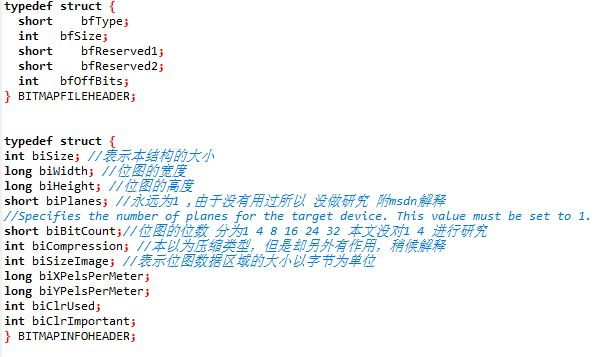 typedef struct {
short bfType;
int bfSize;
short bfReserved1;
short bfReserved2;
int bfOffBits;
} BITMAPFILEHEADER;
typedef struct {
int biSize; //表示本结构的大小
long biWidth; //位图的宽度
long biHeight; //位图的高度
short biPlanes; //永远为1 ,由于没有用过所以 没做研究 附msdn解释
//Specifies the number of planes for the target device. This value must be set to 1.
short biBitCount;//位图的位数 分为1 4 8 16 24 32 本文没对1 4 进行研究
int biCompression; //本以为压缩类型，但是却另外有作用，稍候解释
int biSizeImage; //表示位图数据区域的大小以字节为单位
long biXPelsPerMeter;
long biYPelsPerMeter;
int biClrUsed;
int biClrImportant;
} BITMAPINFOHEADER;